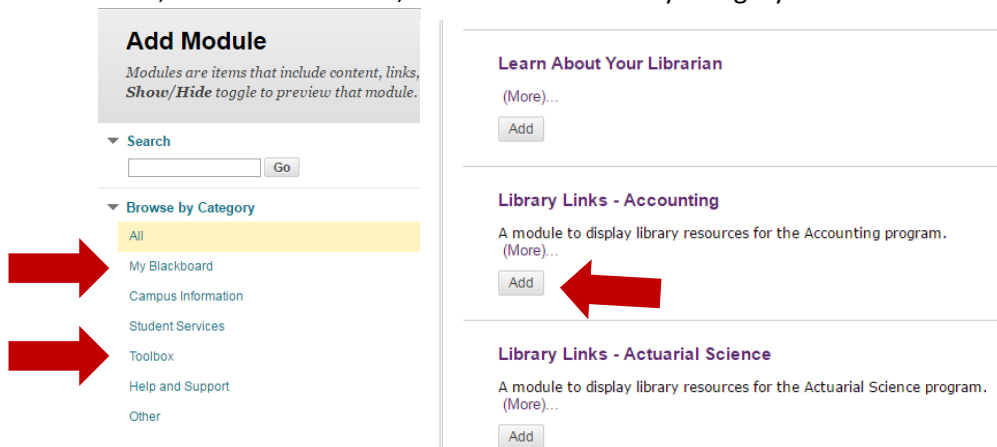 Add Module
Modules are items that include content, links,
Show/Hide toggle to preview that module.
Search
Go
Browse by Category
All
My Blackboard
Campus Information
Student Services
Toolbox
Help and Support
Other
Learn About Your Librarian
(More)...
Add
Library Links - Accounting
A module to display library resources for the Accounting program.
(More)...
Add
Library Links - Actuarial Science
A module to display library resources for the Actuarial Science program.
(More)...
Add